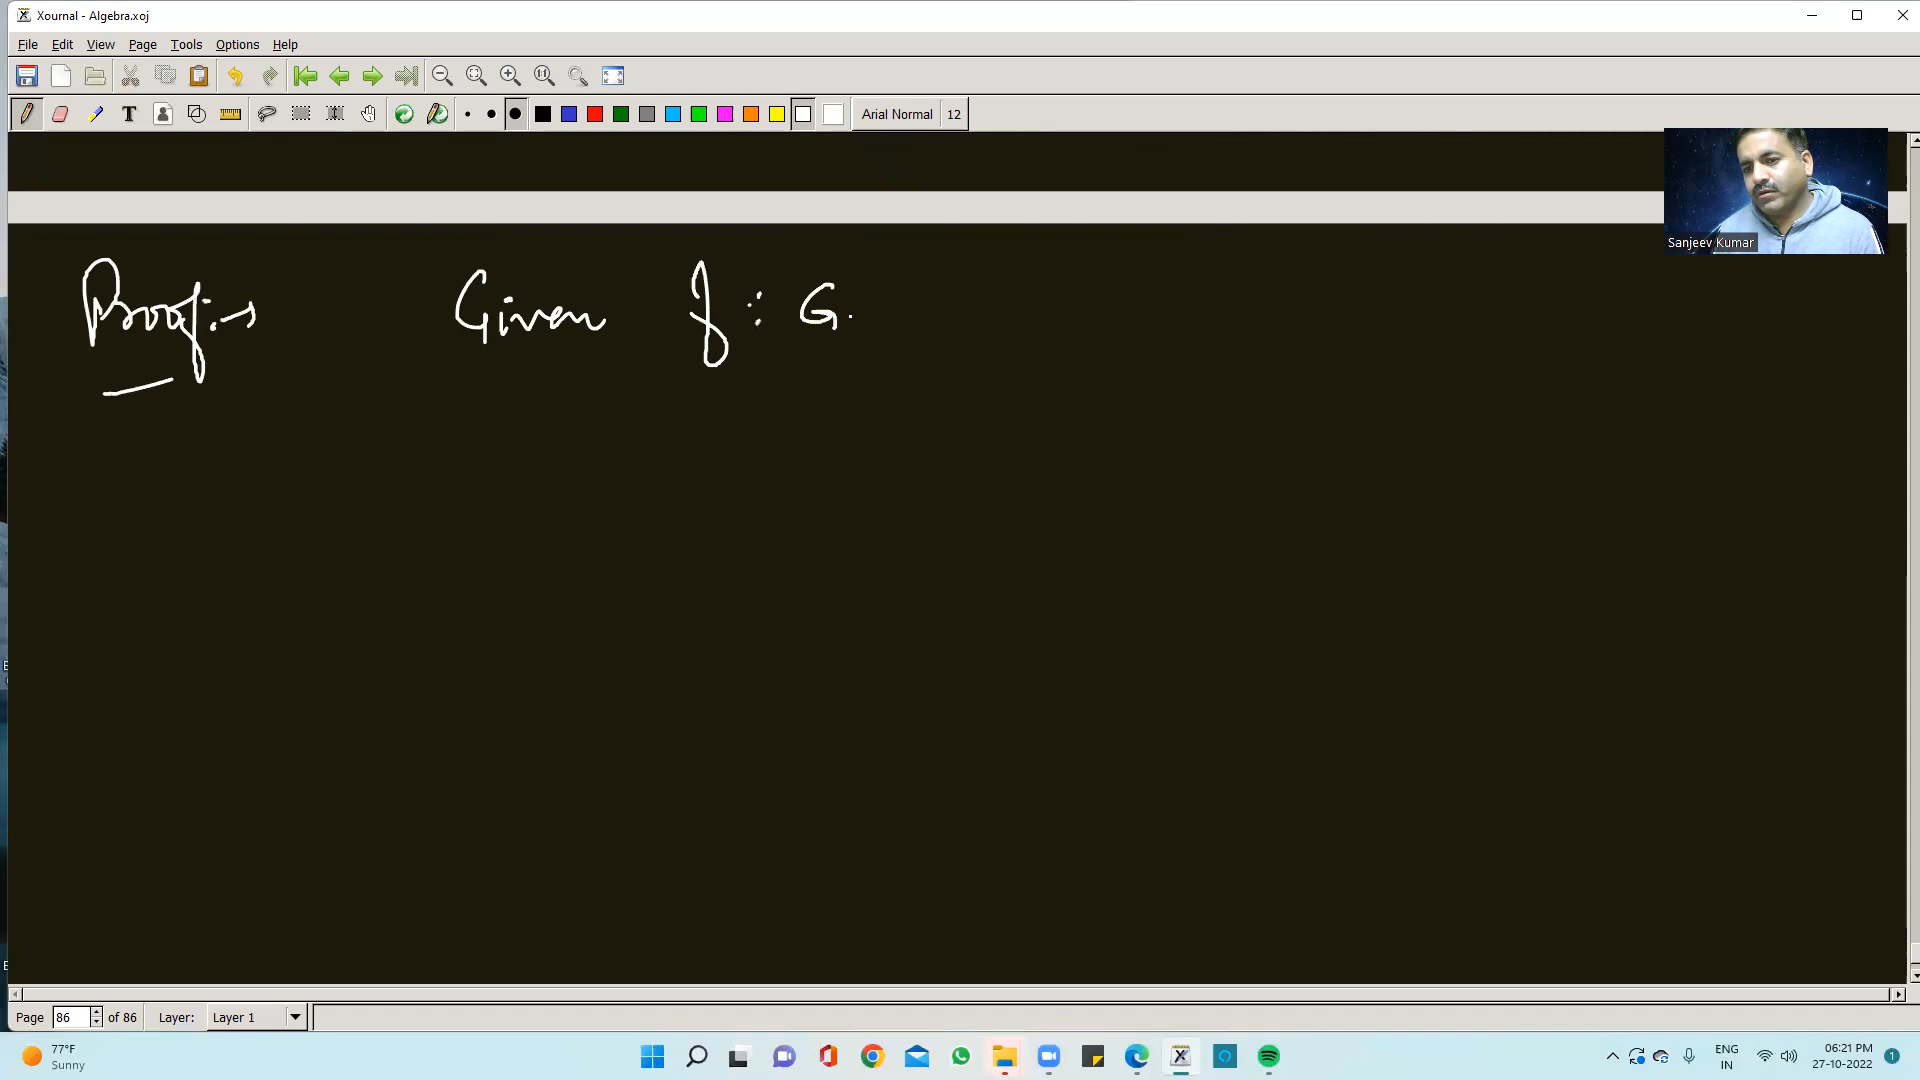 Xournal - Algebra.xoj
File Edit View Page Tools Options Help
T Arial Normal 12
Sanjeev Kumar
Proof:→ Given f : G
Page 86 of 86 Layer: Layer 1
77°F
Sunny
ENG
IN
06:21 PM
27-10-2022
1